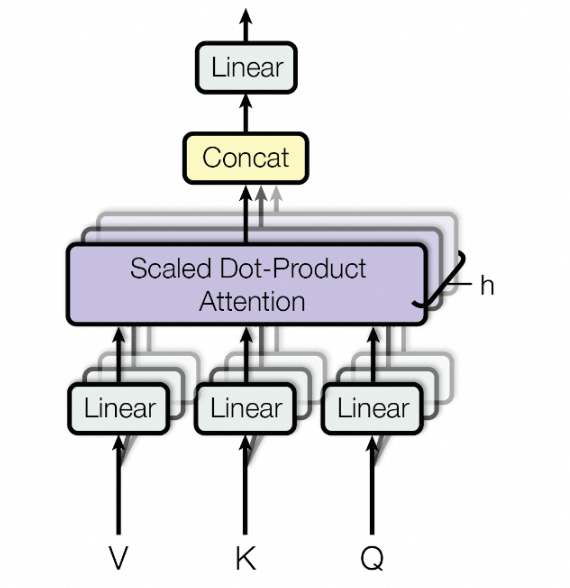 Linear
Concat
Scaled Dot-Product
Attention
h
Linear
Linear
Linear
V
K
Q